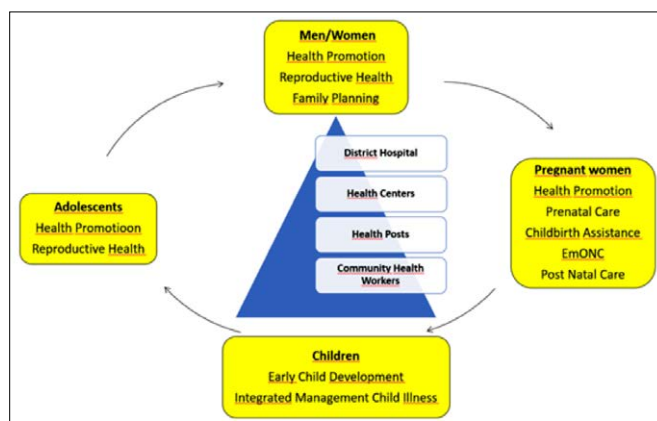 Men/Women
Health Promotion
Reproductive Health
Family Planning
District Hospital
Health Centers
Health Posts
Community Health
Workers
Pregnant women
Health Promotion
Prenatal Care
Childbirth Assistance
EmONC
Post Natal Care
Adolescents
Health Promotioon
Reproductive Health
Children
Early Child Development
Integrated Management Child Illness